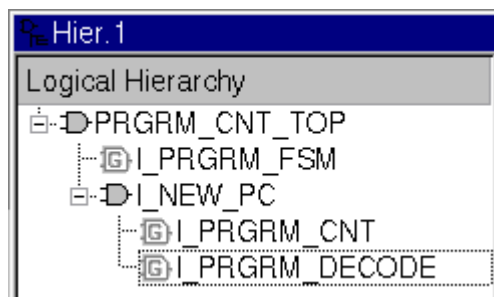 Hier.1
Logical Hierarchy
PRGRM_CNT_TOP
G I_PRGRM_FSM
I_NEW_PC
G I_PRGRM_CNT
G I_PRGRM_DECODE